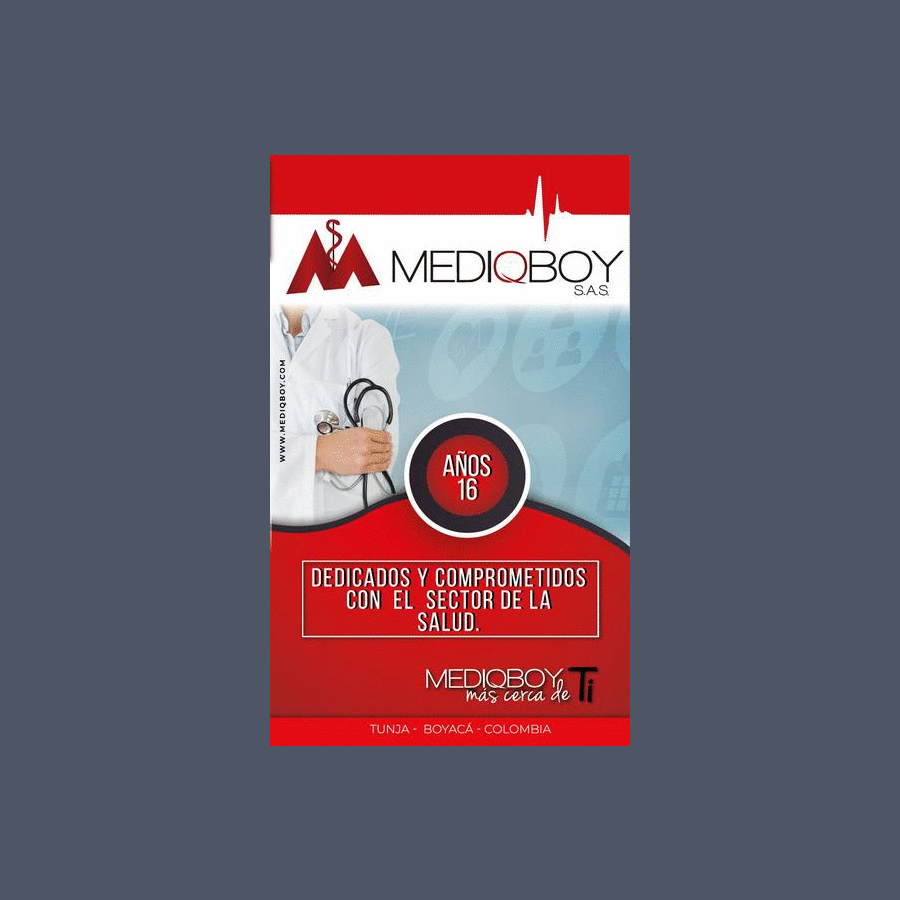 MEDIQBOY
S.A.S.
WWW.MEDIQBOY.COM
AÑOS
16
DEDICADOS Y COMPROMETIDOS
CON EL SECTOR DE LA
SALUD.
MEDIQBOY
más cerca de Ti
TUNJA - BOYACÁ - COLOMBIA